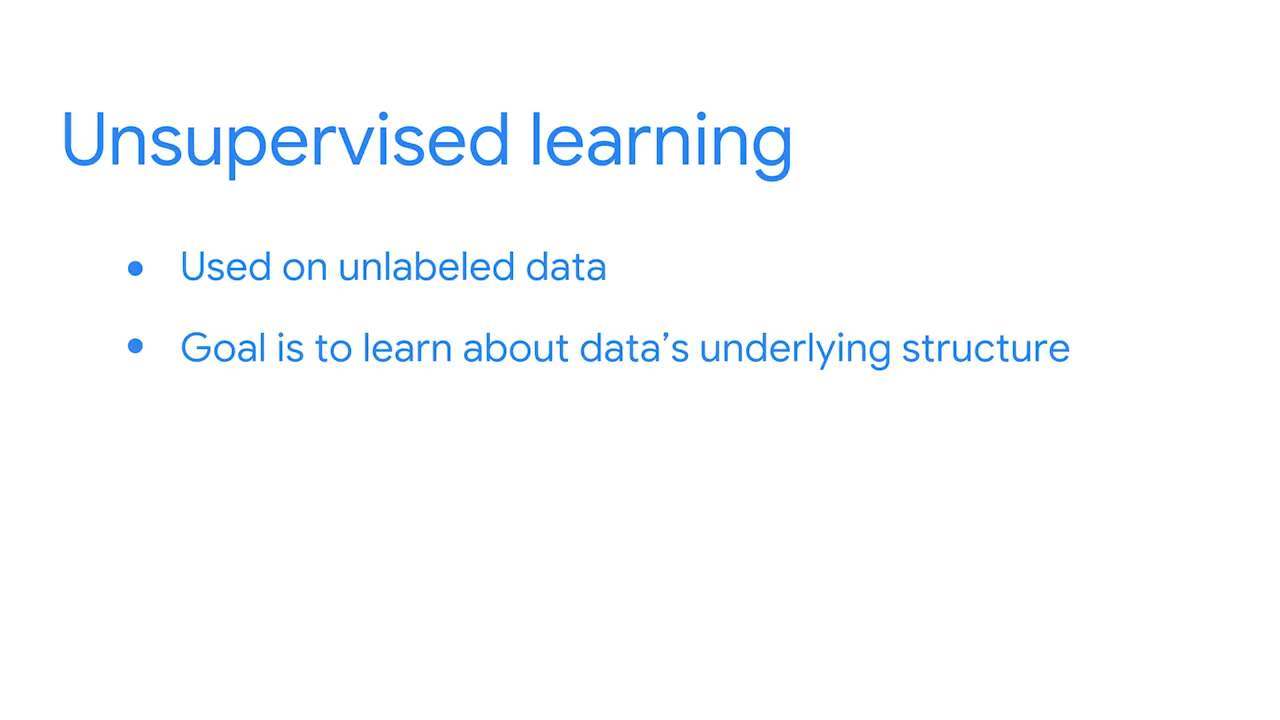 Unsupervised learning
● Used on unlabeled data
● Goal is to learn about data’s underlying structure